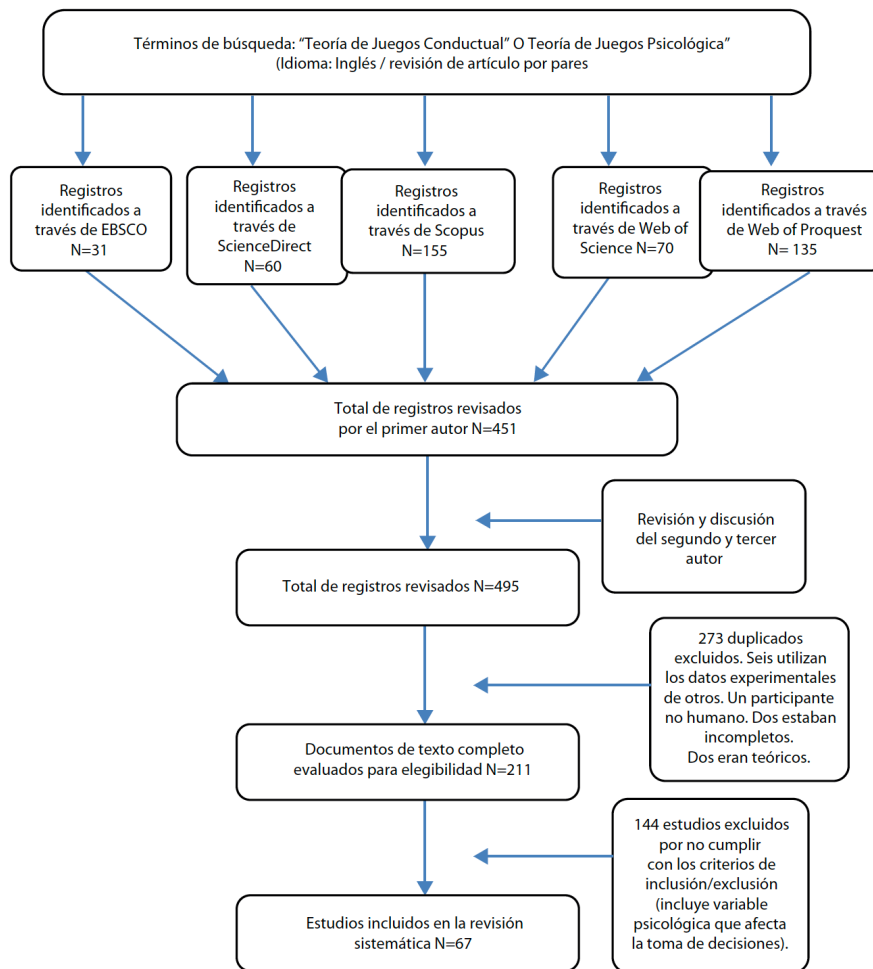 Términos de búsqueda: “Teoría de Juegos Conductual” O Teoría de Juegos Psicológica”
(Idioma: Inglés / revisión de artículo por pares
Registros
identificados a
través de EBSCO
N=31
Registros
identificados a
través de
ScienceDirect
N=60
Registros
identificados a
través de Scopus
N=155
Registros
identificados a
través de Web of
Science N=70
Registros
identificados a través
de Web of Proquest
N= 135
Total de registros revisados
por el primer autor N=451
Revisión y discusión
del segundo y tercer
autor
Total de registros revisados N=495
273 duplicados
excluidos. Seis utilizan
los datos experimentales
de otros. Un participante
no humano. Dos estaban
incompletos.
Dos eran teóricos.
Documentos de texto completo
evaluados para elegibilidad N=211
144 estudios excluidos
por no cumplir
con los criterios de
inclusión/exclusión
(incluye variable
psicológica que afecta
la toma de decisiones).
Estudios incluidos en la revisión
sistemática N=67